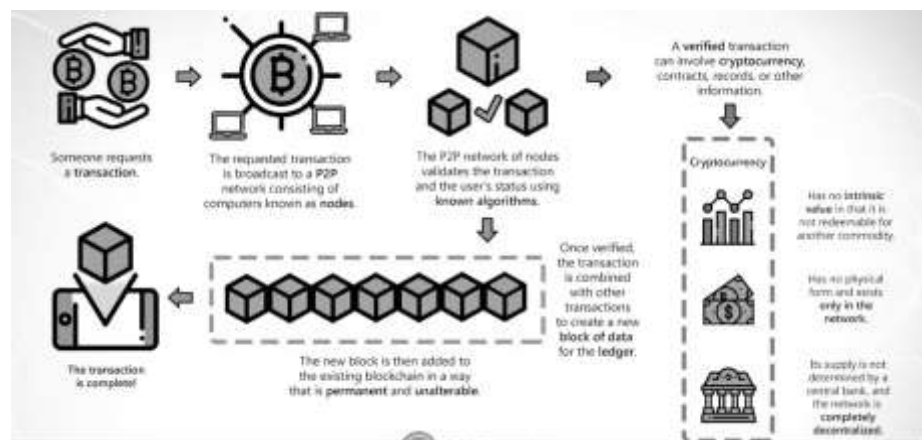 Someone requests
a transaction.
The requested transaction
is broadcast to a P2P
network consisting of
computers known as nodes.
The P2P network of nodes
validates the transaction
and the user's status using
known algorithms.
A verified transaction
can involve cryptocurrency,
contracts, records, or other
information.
Cryptocurrency
Has no intrinsic
value in that it is
not redeemable for
another commodity.
Has no physical
form and exists
only in the
network.
Its supply is not
determined by a
central bank, and
the network is
completely
decentralized.
Once verified,
the transaction
is combined
with other
transactions
to create a new
block of data
for the ledger.
The new block is then added to
the existing blockchain in a way
that is permanent and unalterable.
The transaction
is complete!